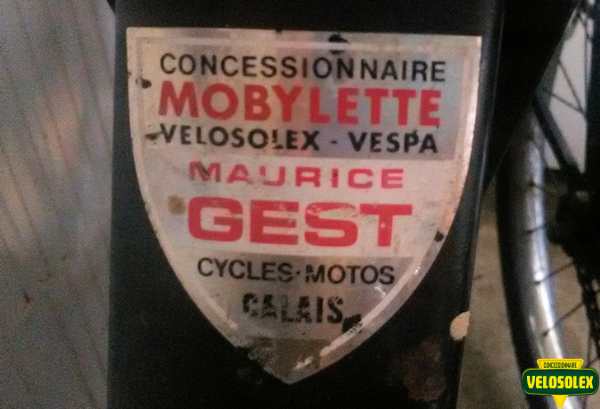 CONCESSIONNAIRE
MOBYLETTE
VELOSOLEX - VESPA
MAURICE
GEST
CYCLES-MOTOS
CALAIS
CONCESSIONNAIRE
VELOSOLEX